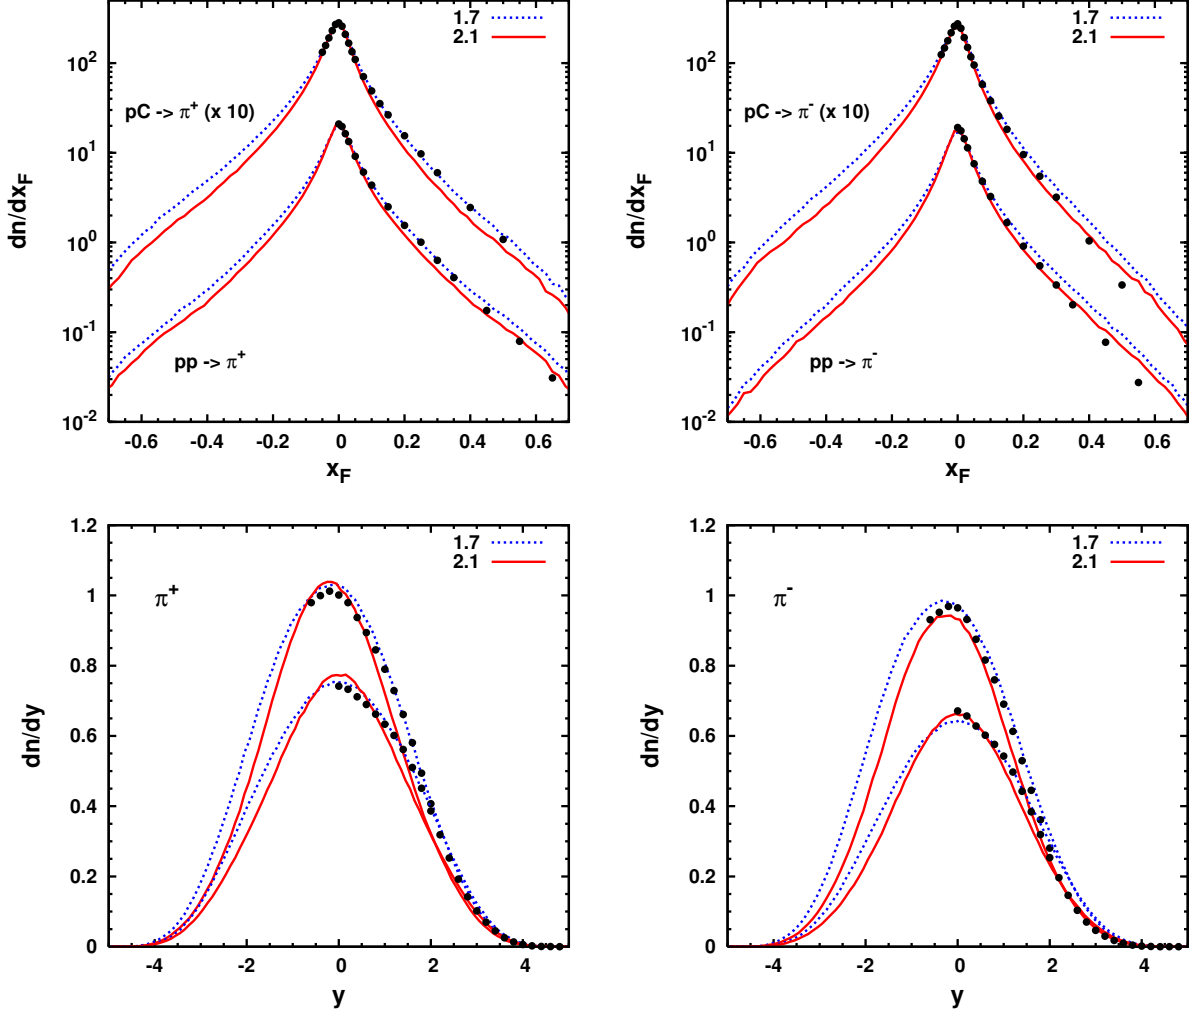 1.7
2.1
10²
10¹
10⁰
10⁻¹
10⁻²
dn/dx_F
pC -> π⁺ (x 10)
pp -> π⁺
-0.6 -0.4 -0.2 0 0.2 0.4 0.6
x_F
1.7
2.1
10²
10¹
10⁰
10⁻¹
10⁻²
dn/dx_F
pC -> π⁻ (x 10)
pp -> π⁻
-0.6 -0.4 -0.2 0 0.2 0.4 0.6
x_F
1.7
2.1
1.2
1
0.8
0.6
0.4
0.2
0
dn/dy
π⁺
-4 -2 0 2 4
y
1.7
2.1
1.2
1
0.8
0.6
0.4
0.2
0
dn/dy
π⁻
-4 -2 0 2 4
y